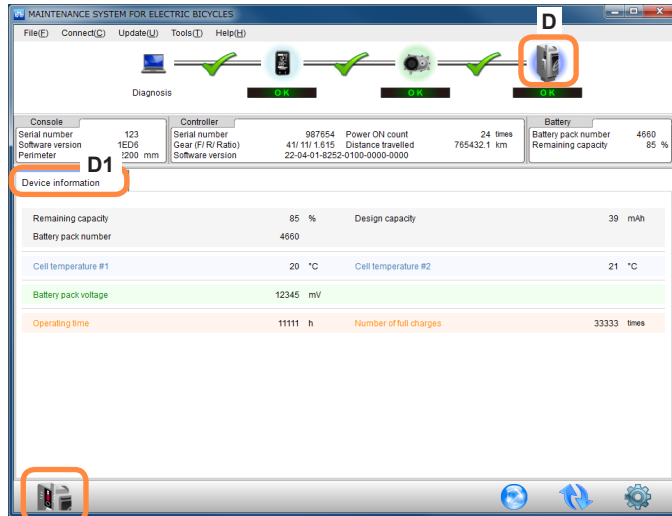 MAINTENANCE SYSTEM FOR ELECTRIC BICYCLES
D
File(F) Connect(C) Update(U) Tools(T) Help(H)
Diagnosis OK OK OK
Console Controller Battery
Serial number 123 Serial number 987654 Power ON count 24 times Battery pack number 4660
Software version 1ED6 Gear (F/ R/ Ratio) 41/ 11/ 1.615 Distance travelled 765432.1 km Remaining capacity 85 %
Perimeter 2200 mm Software version 22-04-01-8252-0100-0000-0000
D1
Device information
Remaining capacity 85 % Design capacity 39 mAh
Battery pack number 4660
Cell temperature #1 20 °C Cell temperature #2 21 °C
Battery pack voltage 12345 mV
Operating time 11111 h Number of full charges 33333 times